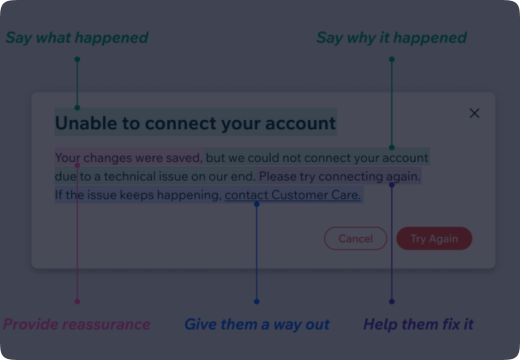 Say what happened
Say why it happened
Unable to connect your account
Your changes were saved, but we could not connect your account
due to a technical issue on our end. Please try connecting again.
If the issue keeps happening, contact Customer Care.
Cancel
Try Again
Provide reassurance
Give them a way out
Help them fix it